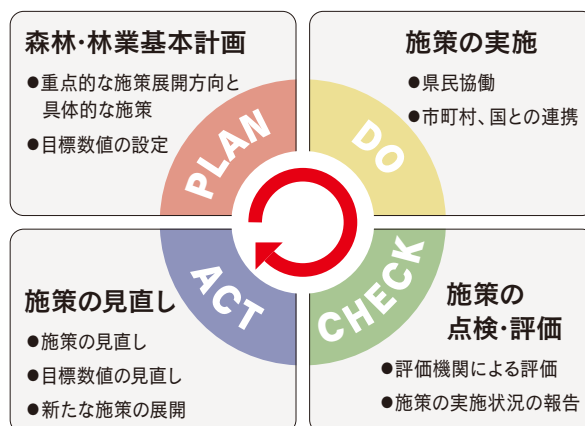 森林・林業基本計画
●重点的な施策展開方向と
具体的な施策
●目標数値の設定
PLAN
施策の実施
●県民協働
●市町村、国との連携
DO
施策の見直し
●施策の見直し
●目標数値の見直し
●新たな施策の展開
ACT
施策の
点検・評価
●評価機関による評価
●施策の実施状況の報告
CHECK